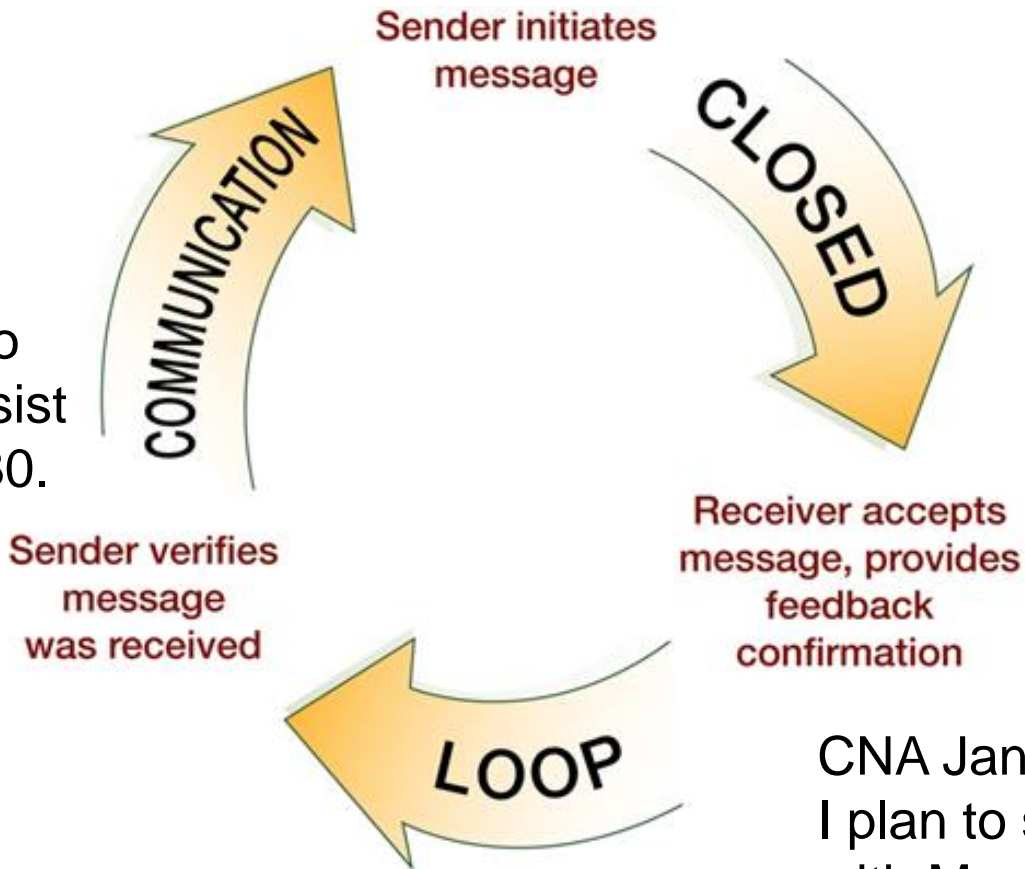 Sender initiates
message
CLOSED
Receiver accepts
message, provides
feedback
confirmation
CNA Jan
I plan to s
LOOP
Sender verifies
message
was received
COMMUNICATION
o
sist
30.